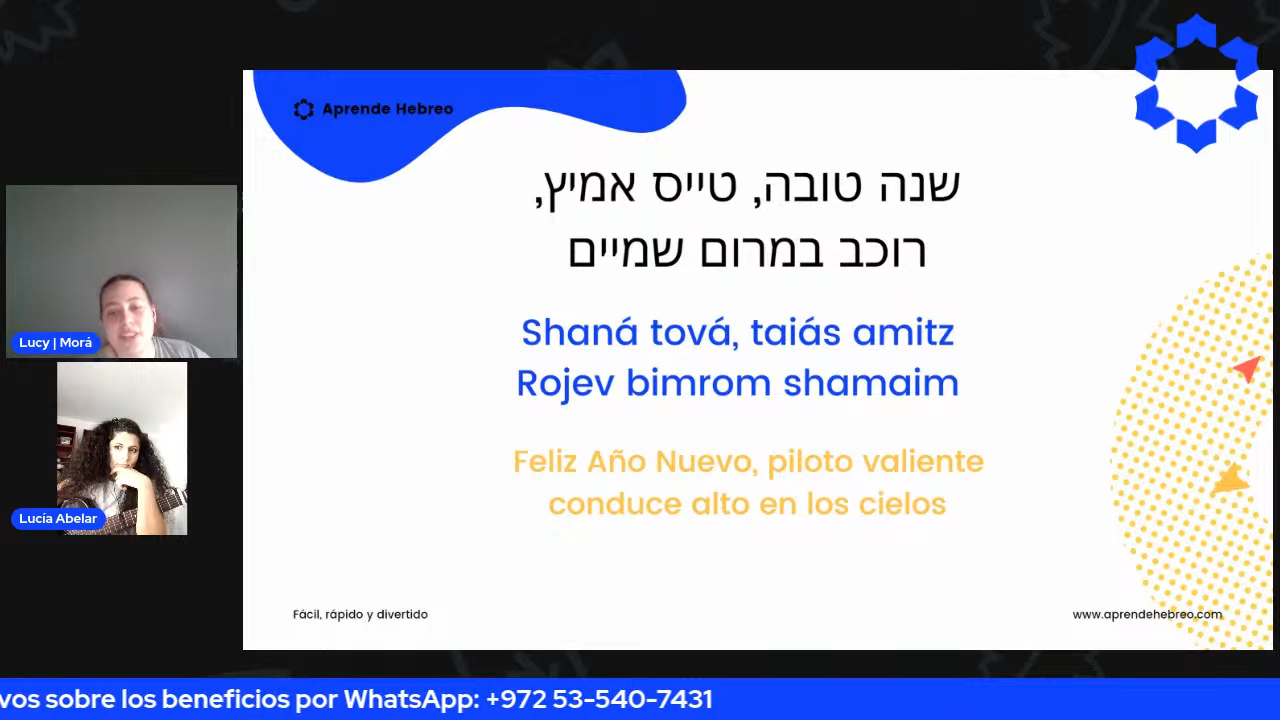 Aprende Hebreo
שנה טובה, טייס אמיץ,
רוכב במרום שמיים
Shaná tová, taiás amitz
Rojev bimrom shamaim
Feliz Año Nuevo, piloto valiente
conduce alto en los cielos
Lucy | Morá
Lucía Abelar
Fácil, rápido y divertido
www.aprendehebreo.com
vos sobre los beneficios por WhatsApp: +972 53-540-7431